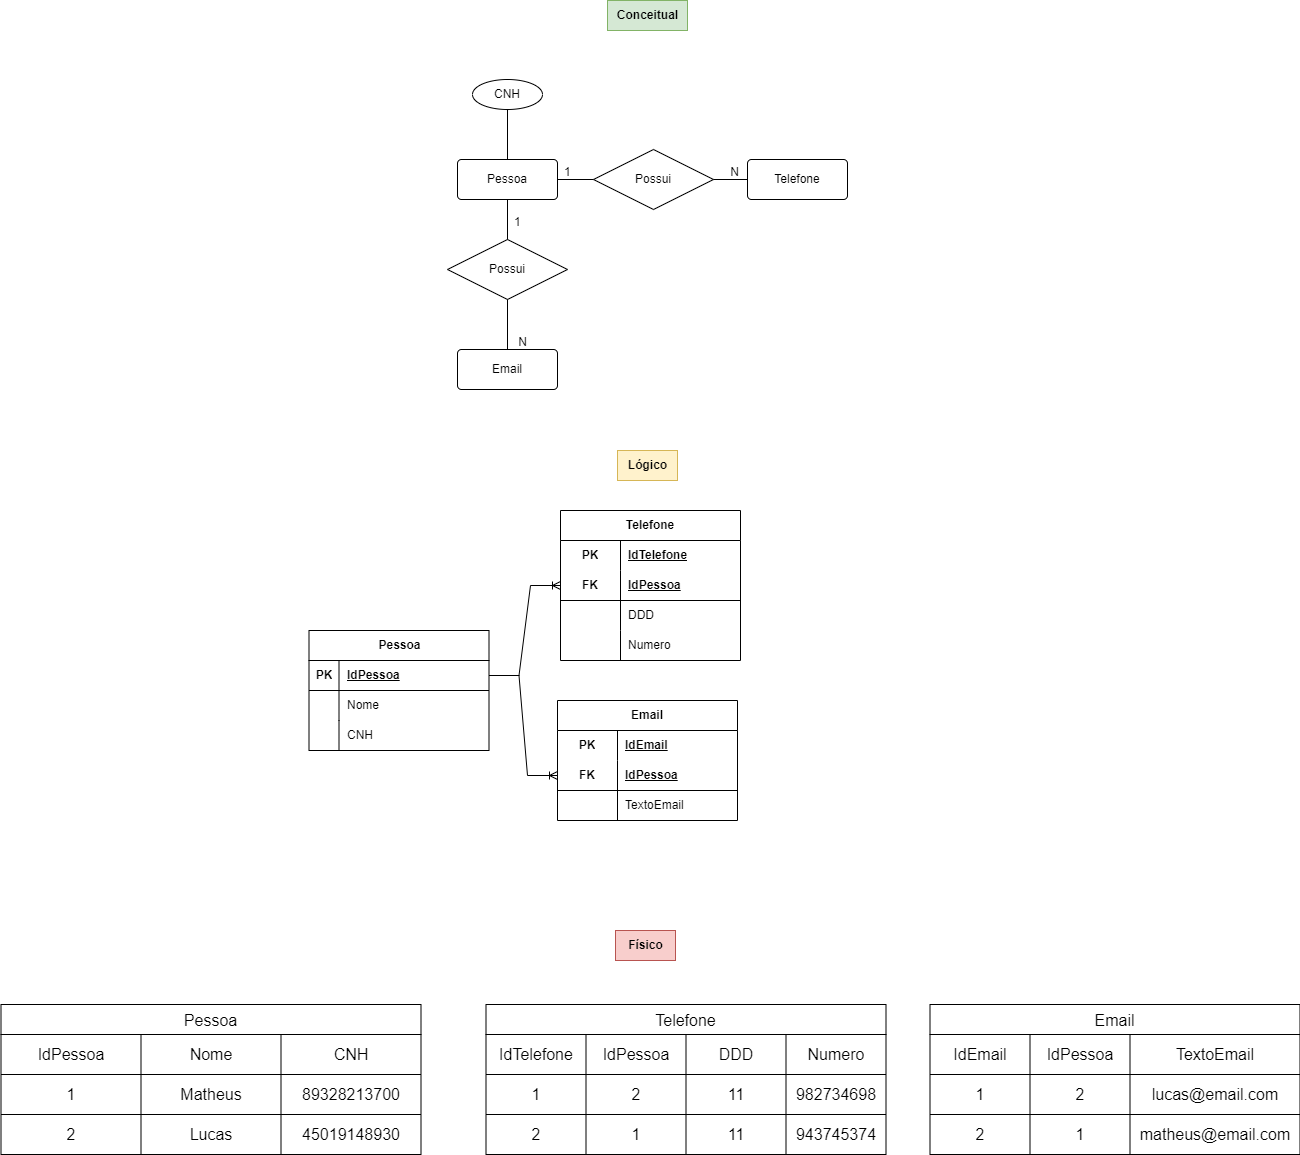 Conceitual
CNH
Pessoa 1 Possui N Telefone
1
Possui
N
Email
Lógico
Telefone
PK IdTelefone
FK IdPessoa
DDD
Numero
Pessoa
PK IdPessoa
Nome
CNH
Email
PK IdEmail
FK IdPessoa
TextoEmail
Físico
Pessoa
IdPessoa Nome CNH
1 Matheus 89328213700
2 Lucas 45019148930
Telefone
IdTelefone IdPessoa DDD Numero
1 2 11 982734698
2 1 11 943745374
Email
IdEmail IdPessoa TextoEmail
1 2 lucas@email.com
2 1 matheus@email.com